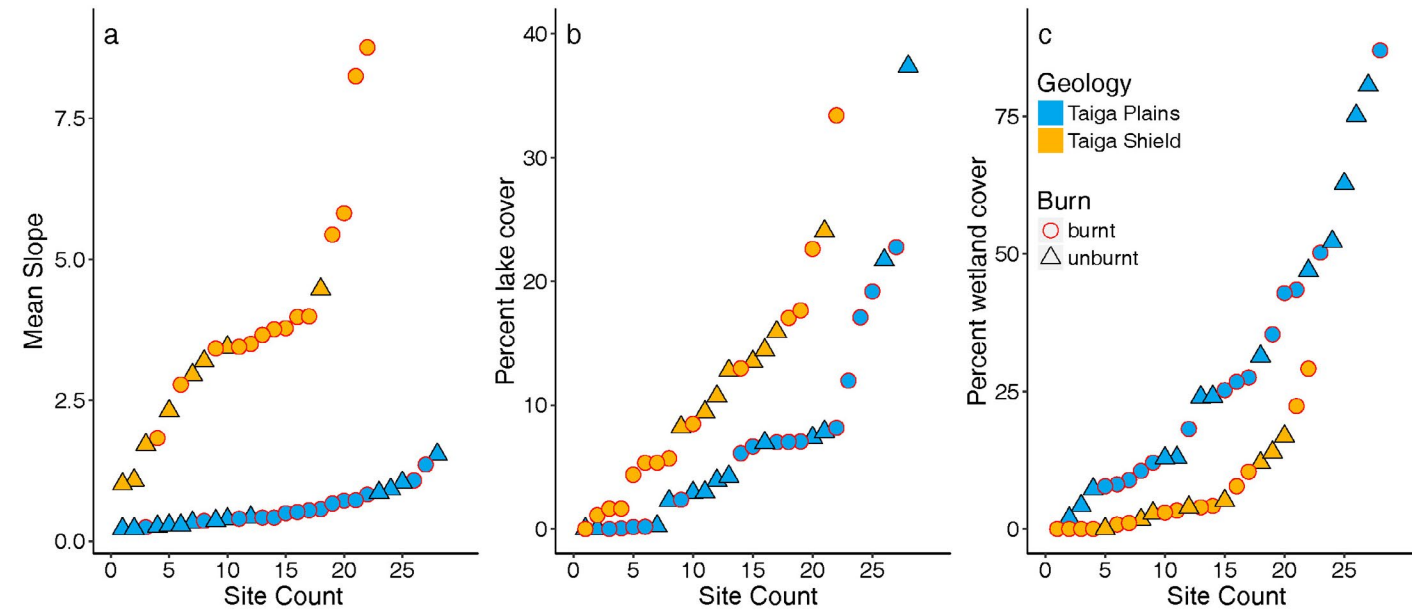 a
Mean Slope
7.5
5.0
2.5
0.0
0 5 10 15 20 25
Site Count
b
Percent lake cover
40
30
20
10
0
0 5 10 15 20 25
Site Count
c
Percent wetland cover
75
50
25
0
0 5 10 15 20 25
Site Count
Geology
Taiga Plains
Taiga Shield
Burn
burnt
unburnt